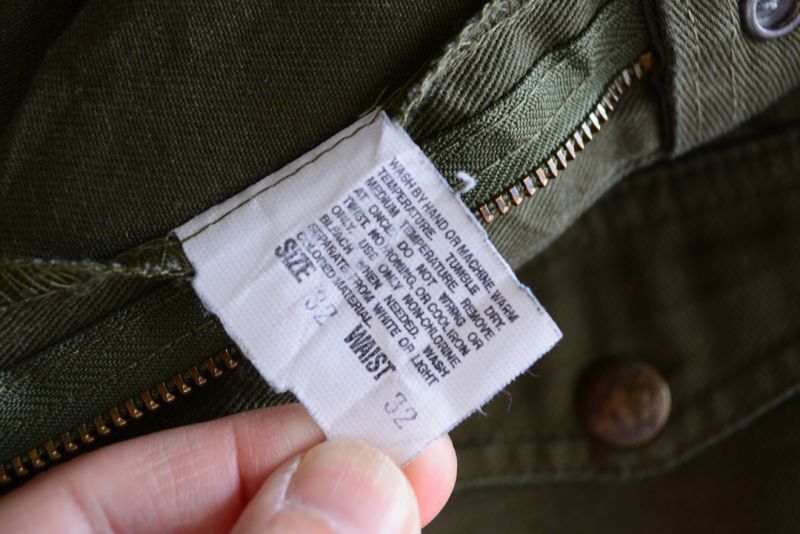 WASH BY HAND OR MACHINE WARM
TEMPERATURE. TUMBLE DRY.
MEDIUM TEMPERATURE. REMOVE
AT ONCE. DO NOT WRING OR
TWIST NO IRONING, OR COOL IRON
ONLY. USE ONLY NON-CHLORINE
BLEACH WHEN NEEDED. WASH
SEPARATE FROM WHITE OR LIGHT
COLORED MATERIAL
SIZE 32 WAIST 32